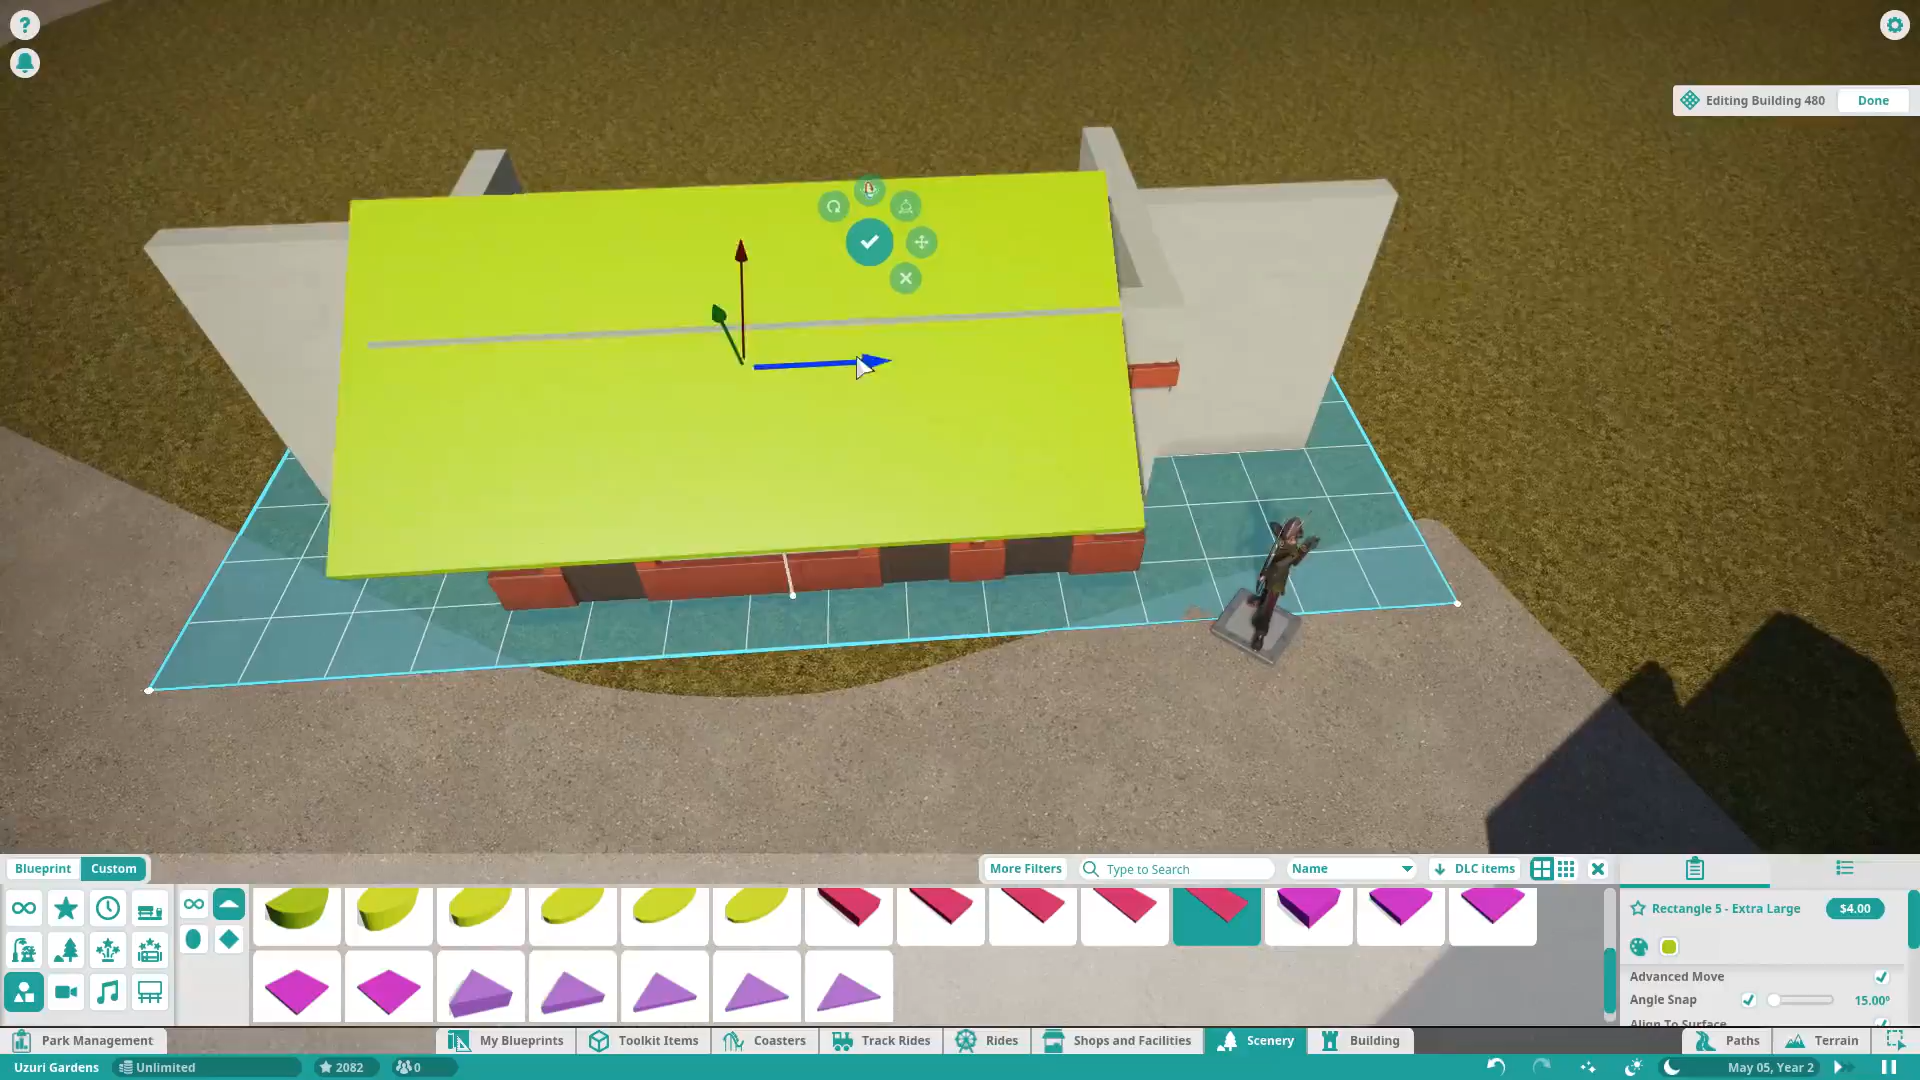 ?
Editing Building 480
Done
Blueprint
Custom
More Filters
Type to Search
Name
DLC items
Rectangle 5 - Extra Large
$4.00
Advanced Move
Angle Snap
15.00°
Align To Surface
Park Management
My Blueprints
Toolkit Items
Coasters
Track Rides
Rides
Shops and Facilities
Scenery
Building
Paths
Terrain
Uzuri Gardens
Unlimited
2082
0
May 05, Year 2